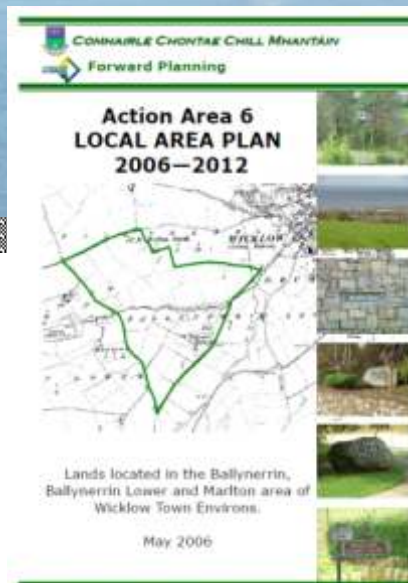 COMHAIRLE CHONTAE CHILL MHANTÁIN
Forward Planning
Action Area 6
LOCAL AREA PLAN
2006—2012
WICKLOW
Lands located in the Ballynerrin,
Ballynerrin Lower and Marlton area of
Wicklow Town Environs.
May 2006